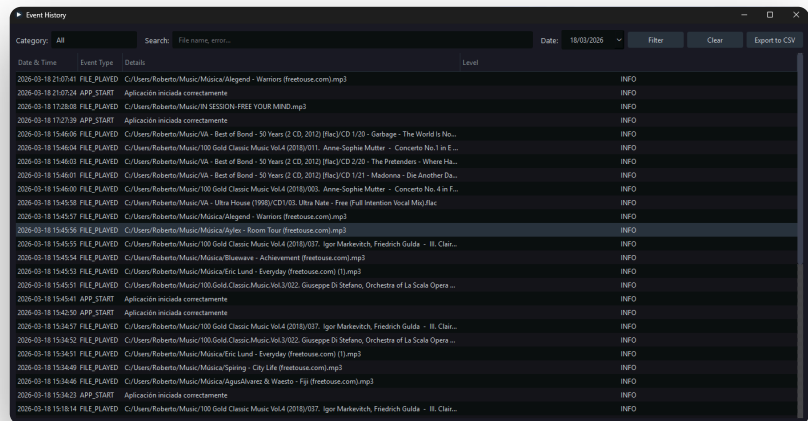 Event History
Category: All Search: File name, error... Date: 18/03/2026 Filter Clear Export to CSV
Date & Time Event Type Details Level
2026-03-18 21:07:41 FILE_PLAYED C:/Users/Roberto/Music/Música/Alegend - Warriors (freetouse.com).mp3 INFO
2026-03-18 21:07:24 APP_START Aplicación iniciada correctamente INFO
2026-03-18 17:28:08 FILE_PLAYED C:/Users/Roberto/Music/IN SESSION-FREE YOUR MIND.mp3 INFO
2026-03-18 17:27:39 APP_START Aplicación iniciada correctamente INFO
2026-03-18 15:46:06 FILE_PLAYED C:/Users/Roberto/Music/VA - Best of Bond - 50 Years (2 CD, 2012) [flac]/CD 1/20 - Garbage - The World Is No... INFO
2026-03-18 15:46:04 FILE_PLAYED C:/Users/Roberto/Music/100 Gold Classic Music Vol.4 (2018)/011. Anne-Sophie Mutter - Concerto No.1 in E ... INFO
2026-03-18 15:46:03 FILE_PLAYED C:/Users/Roberto/Music/VA - Best of Bond - 50 Years (2 CD, 2012) [flac]/CD 2/20 - The Pretenders - Where Ha... INFO
2026-03-18 15:46:01 FILE_PLAYED C:/Users/Roberto/Music/VA - Best of Bond - 50 Years (2 CD, 2012) [flac]/CD 1/21 - Madonna - Die Another Da... INFO
2026-03-18 15:46:00 FILE_PLAYED C:/Users/Roberto/Music/100 Gold Classic Music Vol.4 (2018)/003. Anne-Sophie Mutter - Concerto No. 4 in F... INFO
2026-03-18 15:45:58 FILE_PLAYED C:/Users/Roberto/Music/VA - Ultra House (1998)/CD1/03. Ultra Nate - Free (Full Intention Vocal Mix).flac INFO
2026-03-18 15:45:57 FILE_PLAYED C:/Users/Roberto/Music/Música/Alegend - Warriors (freetouse.com).mp3 INFO
2026-03-18 15:45:56 FILE_PLAYED C:/Users/Roberto/Music/Música/Aylex - Room Tour (freetouse.com).mp3 INFO
2026-03-18 15:45:55 FILE_PLAYED C:/Users/Roberto/Music/100 Gold Classic Music Vol.4 (2018)/037. Igor Markevitch, Friedrich Gulda - III. Clair... INFO
2026-03-18 15:45:54 FILE_PLAYED C:/Users/Roberto/Music/Música/Bluewave - Achievement (freetouse.com).mp3 INFO
2026-03-18 15:45:53 FILE_PLAYED C:/Users/Roberto/Music/Música/Eric Lund - Everyday (freetouse.com) (1).mp3 INFO
2026-03-18 15:45:51 FILE_PLAYED C:/Users/Roberto/Music/100.Gold.Classic.Music.Vol.3/022. Giuseppe Di Stefano, Orchestra of La Scala Opera ... INFO
2026-03-18 15:45:41 APP_START Aplicación iniciada correctamente INFO
2026-03-18 15:42:50 APP_START Aplicación iniciada correctamente INFO
2026-03-18 15:34:57 FILE_PLAYED C:/Users/Roberto/Music/100 Gold Classic Music Vol.4 (2018)/037. Igor Markevitch, Friedrich Gulda - III. Clair... INFO
2026-03-18 15:34:52 FILE_PLAYED C:/Users/Roberto/Music/100.Gold.Classic.Music.Vol.3/022. Giuseppe Di Stefano, Orchestra of La Scala Opera ... INFO
2026-03-18 15:34:51 FILE_PLAYED C:/Users/Roberto/Music/Música/Eric Lund - Everyday (freetouse.com) (1).mp3 INFO
2026-03-18 15:34:49 FILE_PLAYED C:/Users/Roberto/Music/Música/Spiring - City Life (freetouse.com).mp3 INFO
2026-03-18 15:34:46 FILE_PLAYED C:/Users/Roberto/Music/Música/AgusAlvarez & Waesto - Fiji (freetouse.com).mp3 INFO
2026-03-18 15:34:23 APP_START Aplicación iniciada correctamente INFO
2026-03-18 15:18:14 FILE_PLAYED C:/Users/Roberto/Music/100 Gold Classic Music Vol.4 (2018)/037. Igor Markevitch, Friedrich Gulda - III. Clair... INFO